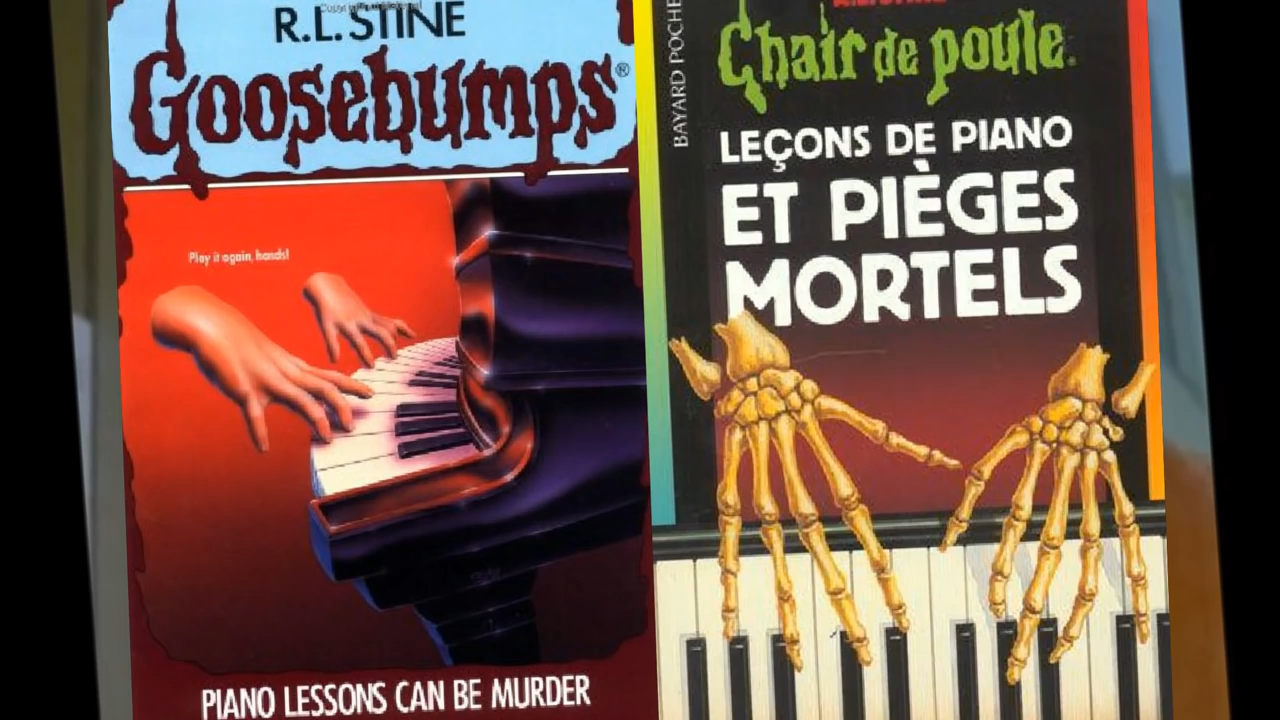 R.L. STINE
Goosebumps®
Play it again, hands!
PIANO LESSONS CAN BE MURDER
BAYARD POCHE
Chair de poule®
LEÇONS DE PIANO
ET PIÈGES
MORTELS